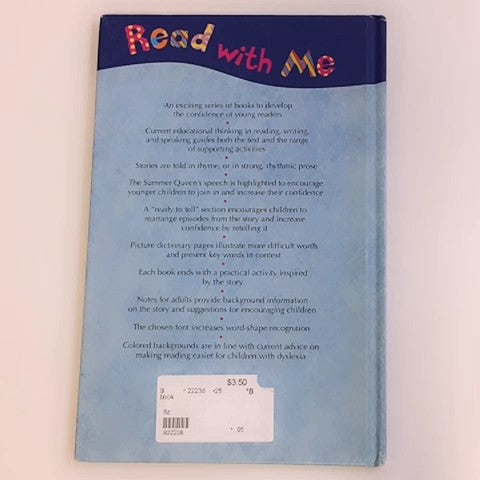 Read with Me
An exciting series of books to develop
the confidence of young readers
Current educational thinking in reading, writing,
and speaking guides both the text and the range
of supporting activities
Stories are told in rhyme, or in strong, rhythmic prose
The Summer Queen's speech is highlighted to encourage
younger children to join in and increase their confidence
A "ready to tell" section encourages children to
rearrange episodes from the story and increase
confidence by retelling it
Picture dictionary pages illustrate more difficult words
and present key words in context
Each book ends with a practical activity inspired
by the story
Notes for adults provide background information
on the story and suggestions for encouraging children
The chosen font increases word-shape recognition
Colored backgrounds are in line with current advice on
making reading easier for children with dyslexia
$3.50
22238 -25 *B
book
922238